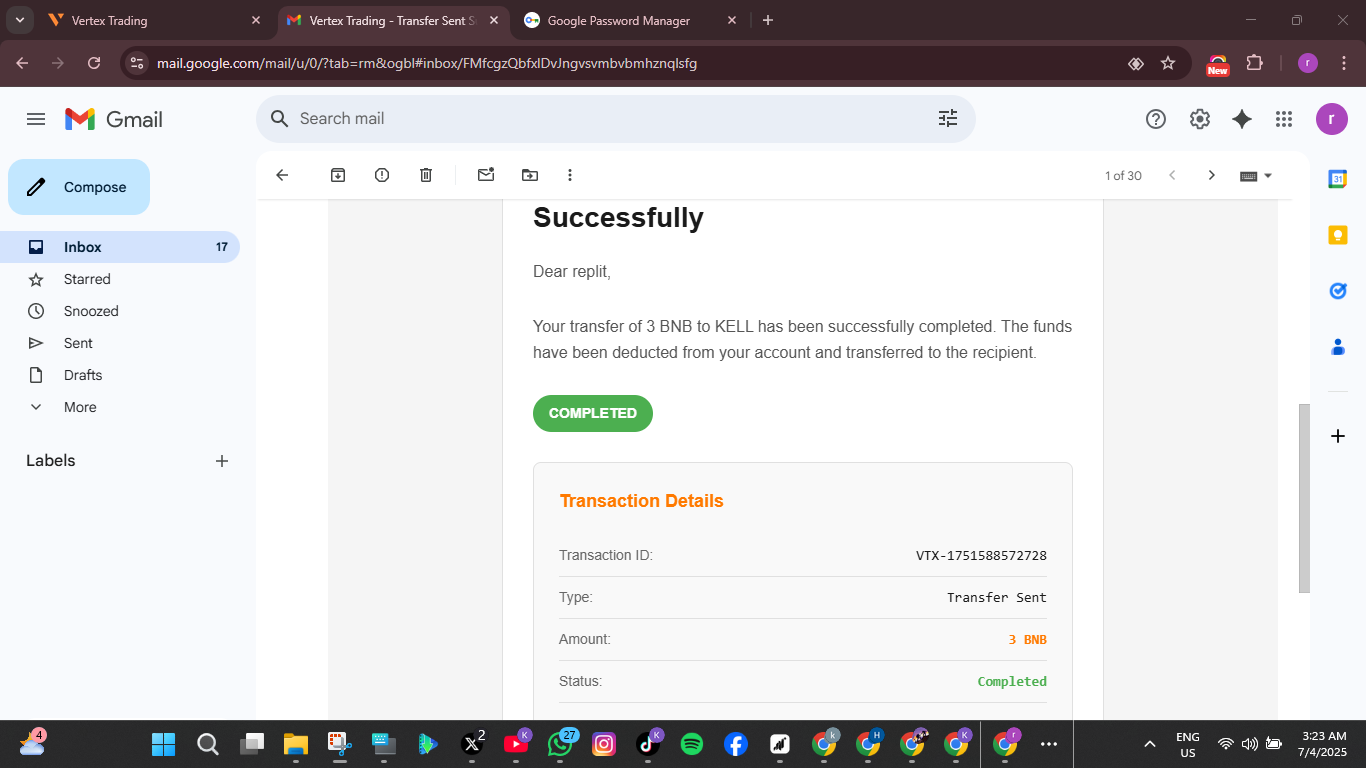 Vertex Trading
Vertex Trading - Transfer Sent S
Google Password Manager
mail.google.com/mail/u/0/?tab=rm&ogbl#inbox/FMfcgzQbfxlDvJngvsvmbvbmhznqlsfg
New
r
Gmail
Search mail
r
Compose
1 of 30
Inbox 17
Starred
Snoozed
Sent
Drafts
More
Labels
31
Successfully
Dear replit,
Your transfer of 3 BNB to KELL has been successfully completed. The funds
have been deducted from your account and transferred to the recipient.
COMPLETED
Transaction Details
Transaction ID: VTX-1751588572728
Type: Transfer Sent
Amount: 3 BNB
Status: Completed
4
2
K
27
K
k
H
K
r
ENG
US
3:23 AM
7/4/2025